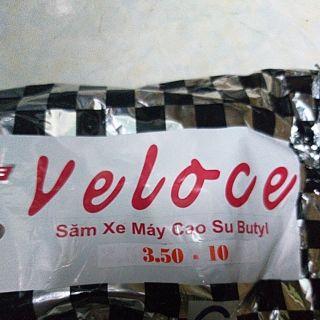 Veloce
Săm Xe Máy Cao Su Butyl
3.50 - 10